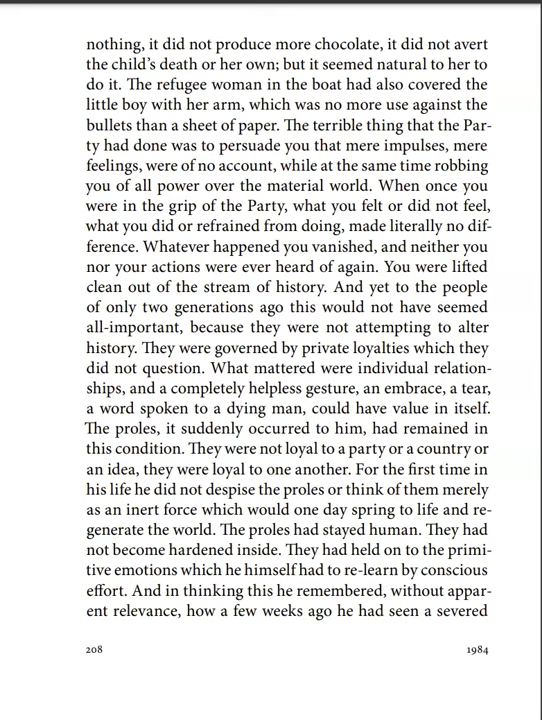 nothing, it did not produce more chocolate, it did not avert
the child’s death or her own; but it seemed natural to her to
do it. The refugee woman in the boat had also covered the
little boy with her arm, which was no more use against the
bullets than a sheet of paper. The terrible thing that the Par-
ty had done was to persuade you that mere impulses, mere
feelings, were of no account, while at the same time robbing
you of all power over the material world. When once you
were in the grip of the Party, what you felt or did not feel,
what you did or refrained from doing, made literally no dif-
ference. Whatever happened you vanished, and neither you
nor your actions were ever heard of again. You were lifted
clean out of the stream of history. And yet to the people
of only two generations ago this would not have seemed
all-important, because they were not attempting to alter
history. They were governed by private loyalties which they
did not question. What mattered were individual relation-
ships, and a completely helpless gesture, an embrace, a tear,
a word spoken to a dying man, could have value in itself.
The proles, it suddenly occurred to him, had remained in
this condition. They were not loyal to a party or a country or
an idea, they were loyal to one another. For the first time in
his life he did not despise the proles or think of them merely
as an inert force which would one day spring to life and re-
generate the world. The proles had stayed human. They had
not become hardened inside. They had held on to the primi-
tive emotions which he himself had to re-learn by conscious
effort. And in thinking this he remembered, without appar-
ent relevance, how a few weeks ago he had seen a severed
208 1984